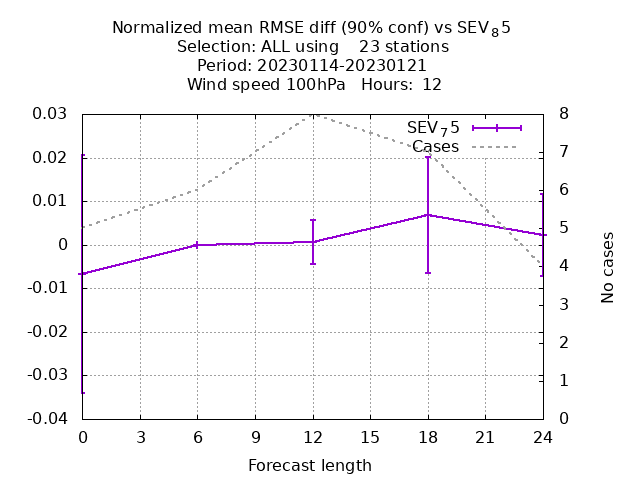 Normalized mean RMSE diff (90% conf) vs SEV₈5
Selection: ALL using    23 stations
Period: 20230114-20230121
Wind speed 100hPa   Hours:  12
0.03
0.02
0.01
0
-0.01
-0.02
-0.03
-0.04
8
7
6
5
4
3
2
1
0
SEV₇5
Cases
No cases
0 3 6 9 12 15 18 21 24
Forecast length